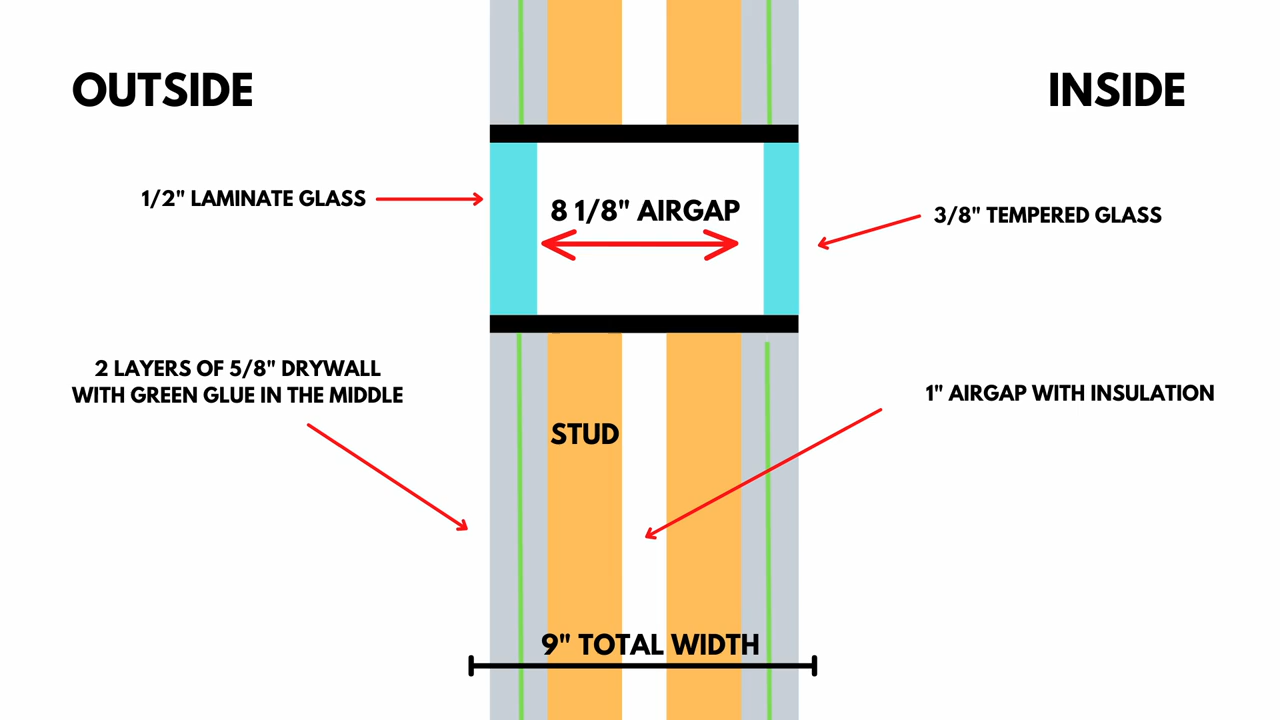 OUTSIDE
INSIDE
1/2" LAMINATE GLASS
8 1/8" AIRGAP
3/8" TEMPERED GLASS
2 LAYERS OF 5/8" DRYWALL
WITH GREEN GLUE IN THE MIDDLE
1" AIRGAP WITH INSULATION
STUD
9" TOTAL WIDTH